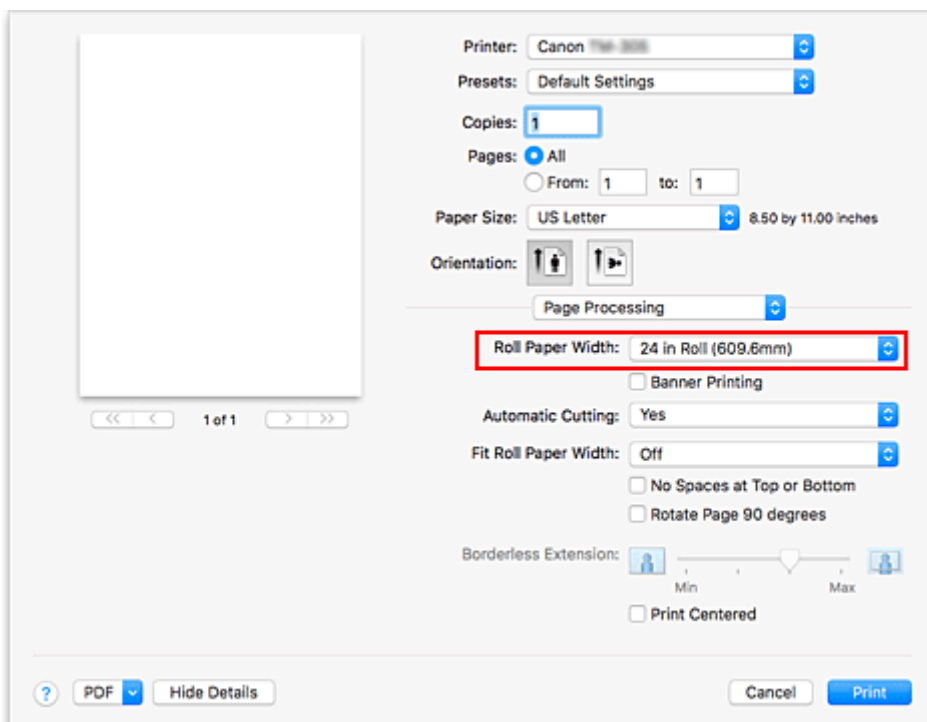 Printer: Canon
Presets: Default Settings
Copies: 1
Pages: All
From: 1 to: 1
Paper Size: US Letter 8.50 by 11.00 inches
Orientation:
Page Processing
Roll Paper Width: 24 in Roll (609.6mm)
Banner Printing
<< < 1 of 1 > >>
Automatic Cutting: Yes
Fit Roll Paper Width: Off
No Spaces at Top or Bottom
Rotate Page 90 degrees
Borderless Extension:
Min Max
Print Centered
? PDF Hide Details Cancel Print